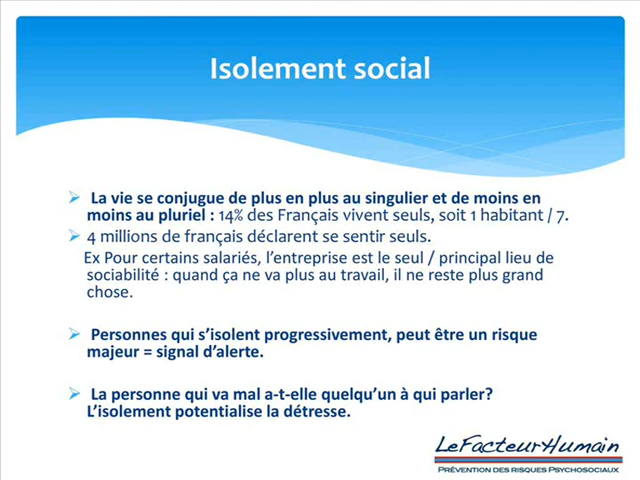 Isolement social
La vie se conjugue de plus en plus au singulier et de moins en
moins au pluriel : 14% des Français vivent seuls, soit 1 habitant / 7.
4 millions de français déclarent se sentir seuls.
Ex Pour certains salariés, l'entreprise est le seul / principal lieu de
sociabilité : quand ça ne va plus au travail, il ne reste plus grand
chose.
Personnes qui s'isolent progressivement, peut être un risque
majeur = signal d'alerte.
La personne qui va mal a-t-elle quelqu'un à qui parler?
L'isolement potentialise la détresse.
LeFacteurHumain
PRÉVENTION DES RISQUES PSYCHOSOCIAUX